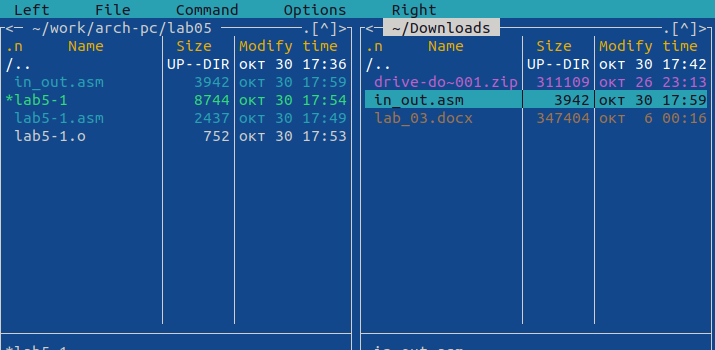 Left File Command Options Right
<─ ~/work/arch-pc/lab05 ─.[^]>
.n Name Size Modify time
/.. UP--DIR окт 30 17:36
in_out.asm 3942 окт 30 17:59
*lab5-1 8744 окт 30 17:54
lab5-1.asm 2437 окт 30 17:49
lab5-1.o 752 окт 30 17:53
*lab5-1
<─ ~/Downloads ─.[^]>
.n Name Size Modify time
/.. UP--DIR окт 30 17:42
drive-do~001.zip 311109 окт 26 23:13
in_out.asm 3942 окт 30 17:59
lab_03.docx 347404 окт 6 00:16
in_out.asm